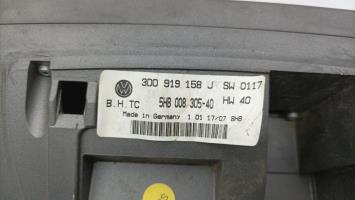 3D0 919 158 J SW 0117
B.H.TC 5HB 008 305-40 HW 40
Made in Germany 1 01 17/07 BHB